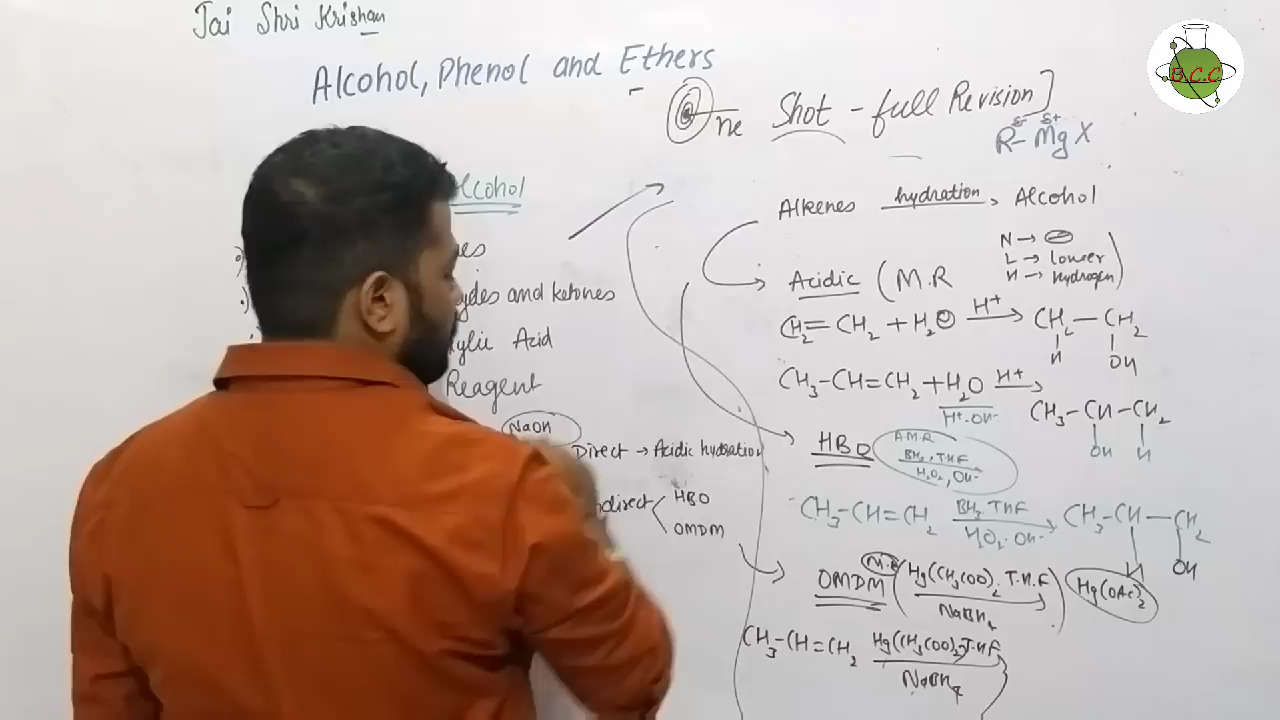 Jai Shri Krishan
Alcohol, Phenol and Ethers
One Shot - full Revision]
B.C.C
δ- δ+
R-MgX
lcohol
es
ydes and ketones
ylic Acid
Reagent
NaOH
Direct → Acidic hydration
ndirect < HBO
OMDM
Alkenes hydration→ Alcohol
N → ⊖
L → lower
H → hydrogen
Acidic (M.R
CH2=CH2 + H2O H+→ CH2-CH2
H OH
CH3-CH=CH2 + H2O H+→
H+-OH-
CH3-CH-CH2
OH H
HBO
A.M.R
BH3.THF
H2O2, OH-
CH3-CH=CH2 BH3.THF→ CH3-CH-CH2
H2O2.OH-
H OH
OMDM (M.R Hg(CH3COO)2.T.H.F→) Hg(OAc)2
NaBH4
CH3-CH=CH2 Hg(CH3COO)2-T.H.F
NaBH4